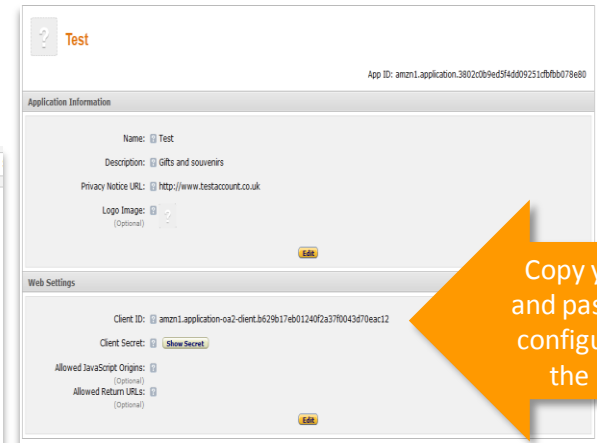 Test
App ID: amzn1.application.3802c0b9ed5f4dd09251cfbfbb078e80
Application Information
Name: Test
Description: Gifts and souvenirs
Privacy Notice URL: http://www.testaccount.co.uk
Logo Image:
(Optional)
Edit
Web Settings
Client ID: amzn1.application-oa2-client.b629b17eb01240f2a37f0043d70eac12
Client Secret: Show Secret
Allowed JavaScript Origins:
(Optional)
Allowed Return URLs:
(Optional)
Edit
Copy
and
the